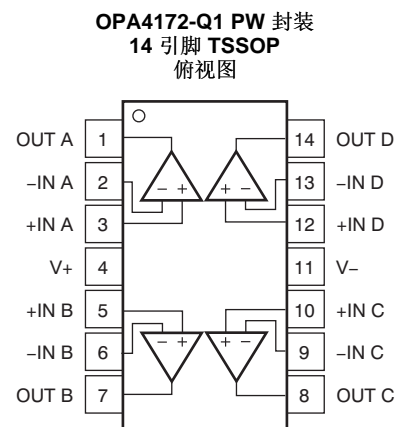 OPA4172-Q1 PW 封装
14 引脚 TSSOP
俯视图
OUT A 1 14 OUT D
−IN A 2 − + + − 13 −IN D
+IN A 3 12 +IN D
V+ 4 11 V−
+IN B 5 10 +IN C
−IN B 6 − + + − 9 −IN C
OUT B 7 8 OUT C